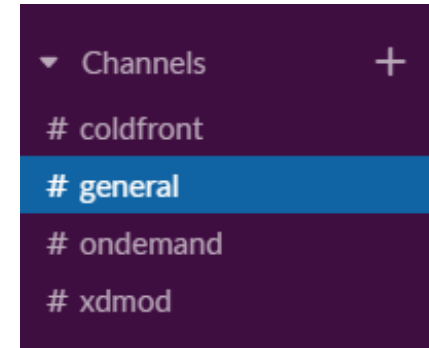 Channels +
# coldfront
# general
# ondemand
# xdmod